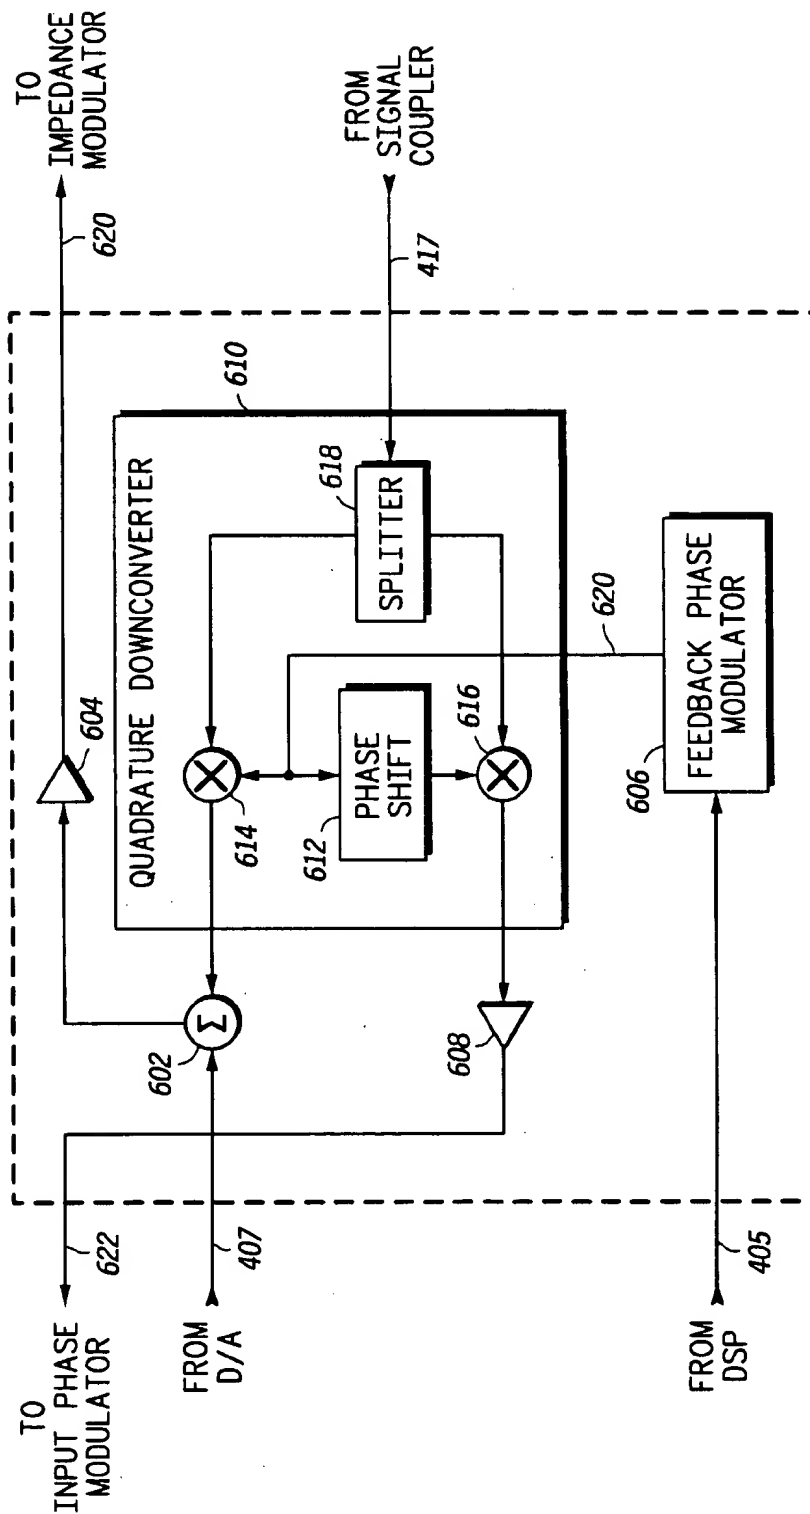 TO
INPUT PHASE
MODULATOR
622
FROM
D/A
407
602
Σ
604
620
TO
IMPEDANCE
MODULATOR
QUADRATURE DOWNCONVERTER
610
614
612
PHASE
SHIFT
616
618
SPLITTER
417
FROM
SIGNAL
COUPLER
608
620
606
FEEDBACK PHASE
MODULATOR
405
FROM
DSP